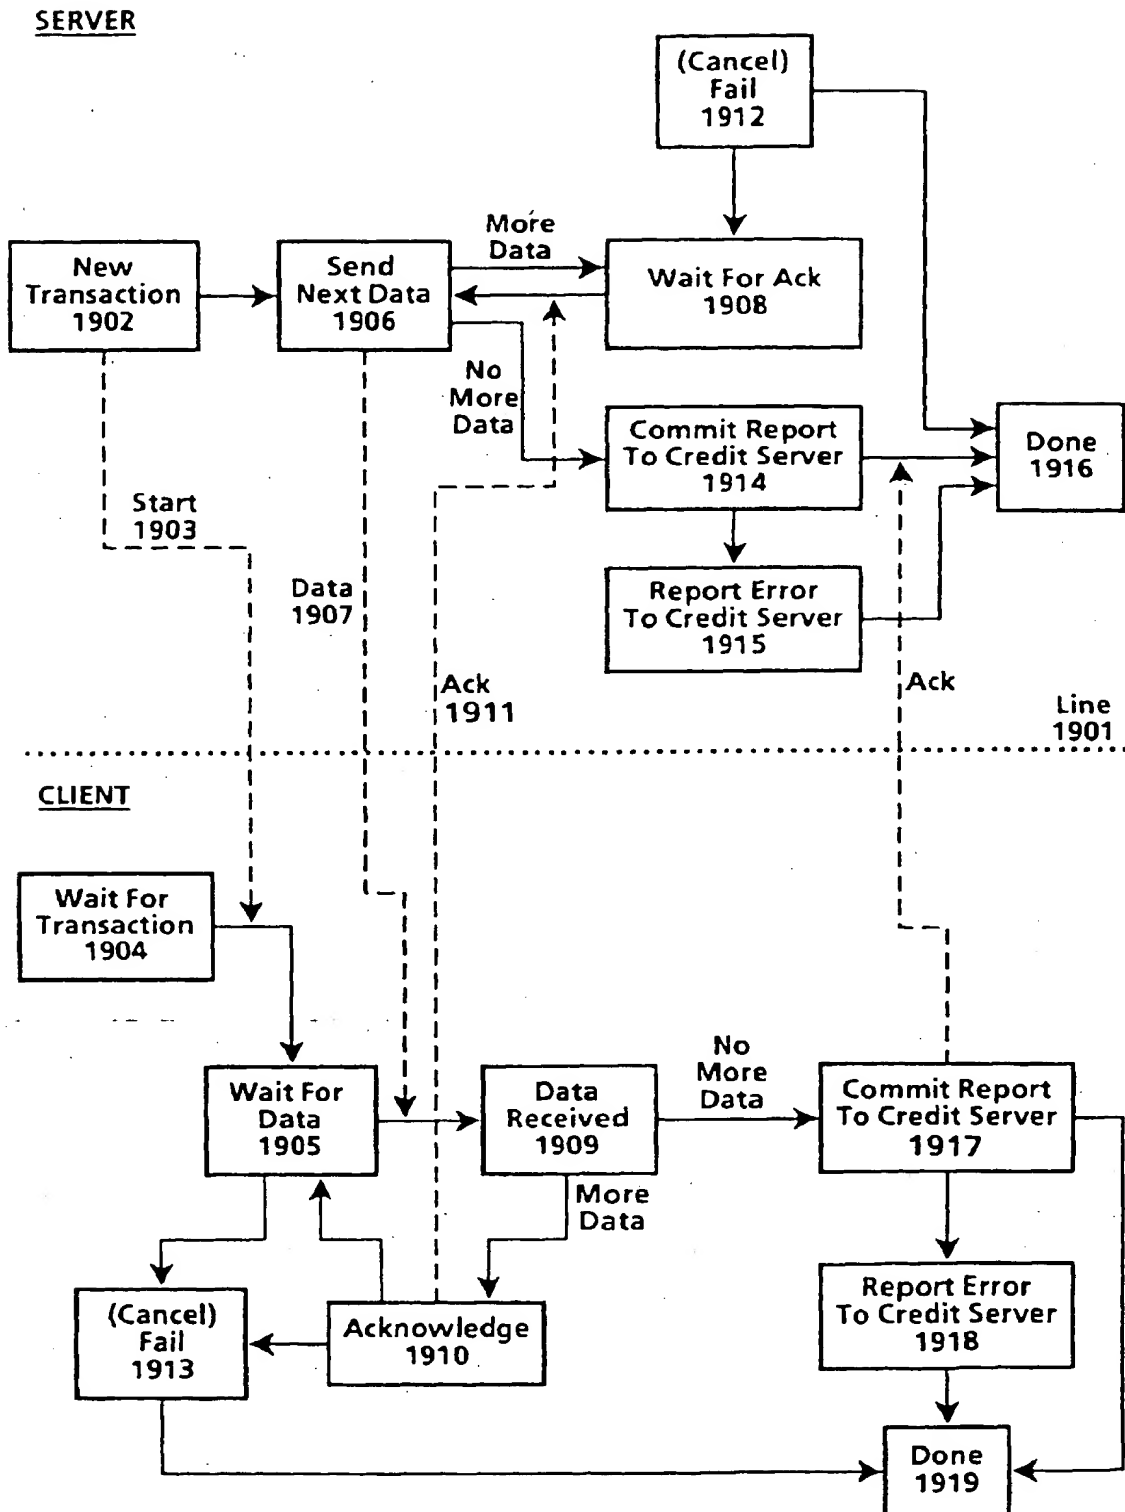 SERVER
(Cancel)
Fail
1912
More
Data
New
Transaction
1902
Send
Next Data
1906
Wait For Ack
1908
No
More
Data
Commit Report
To Credit Server
1914
Done
1916
Start
1903
Data
1907
Report Error
To Credit Server
1915
Ack
1911
Ack
Line
1901
CLIENT
Wait For
Transaction
1904
Wait For
Data
1905
Data
Received
1909
No
More
Data
Commit Report
To Credit Server
1917
More
Data
(Cancel)
Fail
1913
Acknowledge
1910
Report Error
To Credit Server
1918
Done
1919